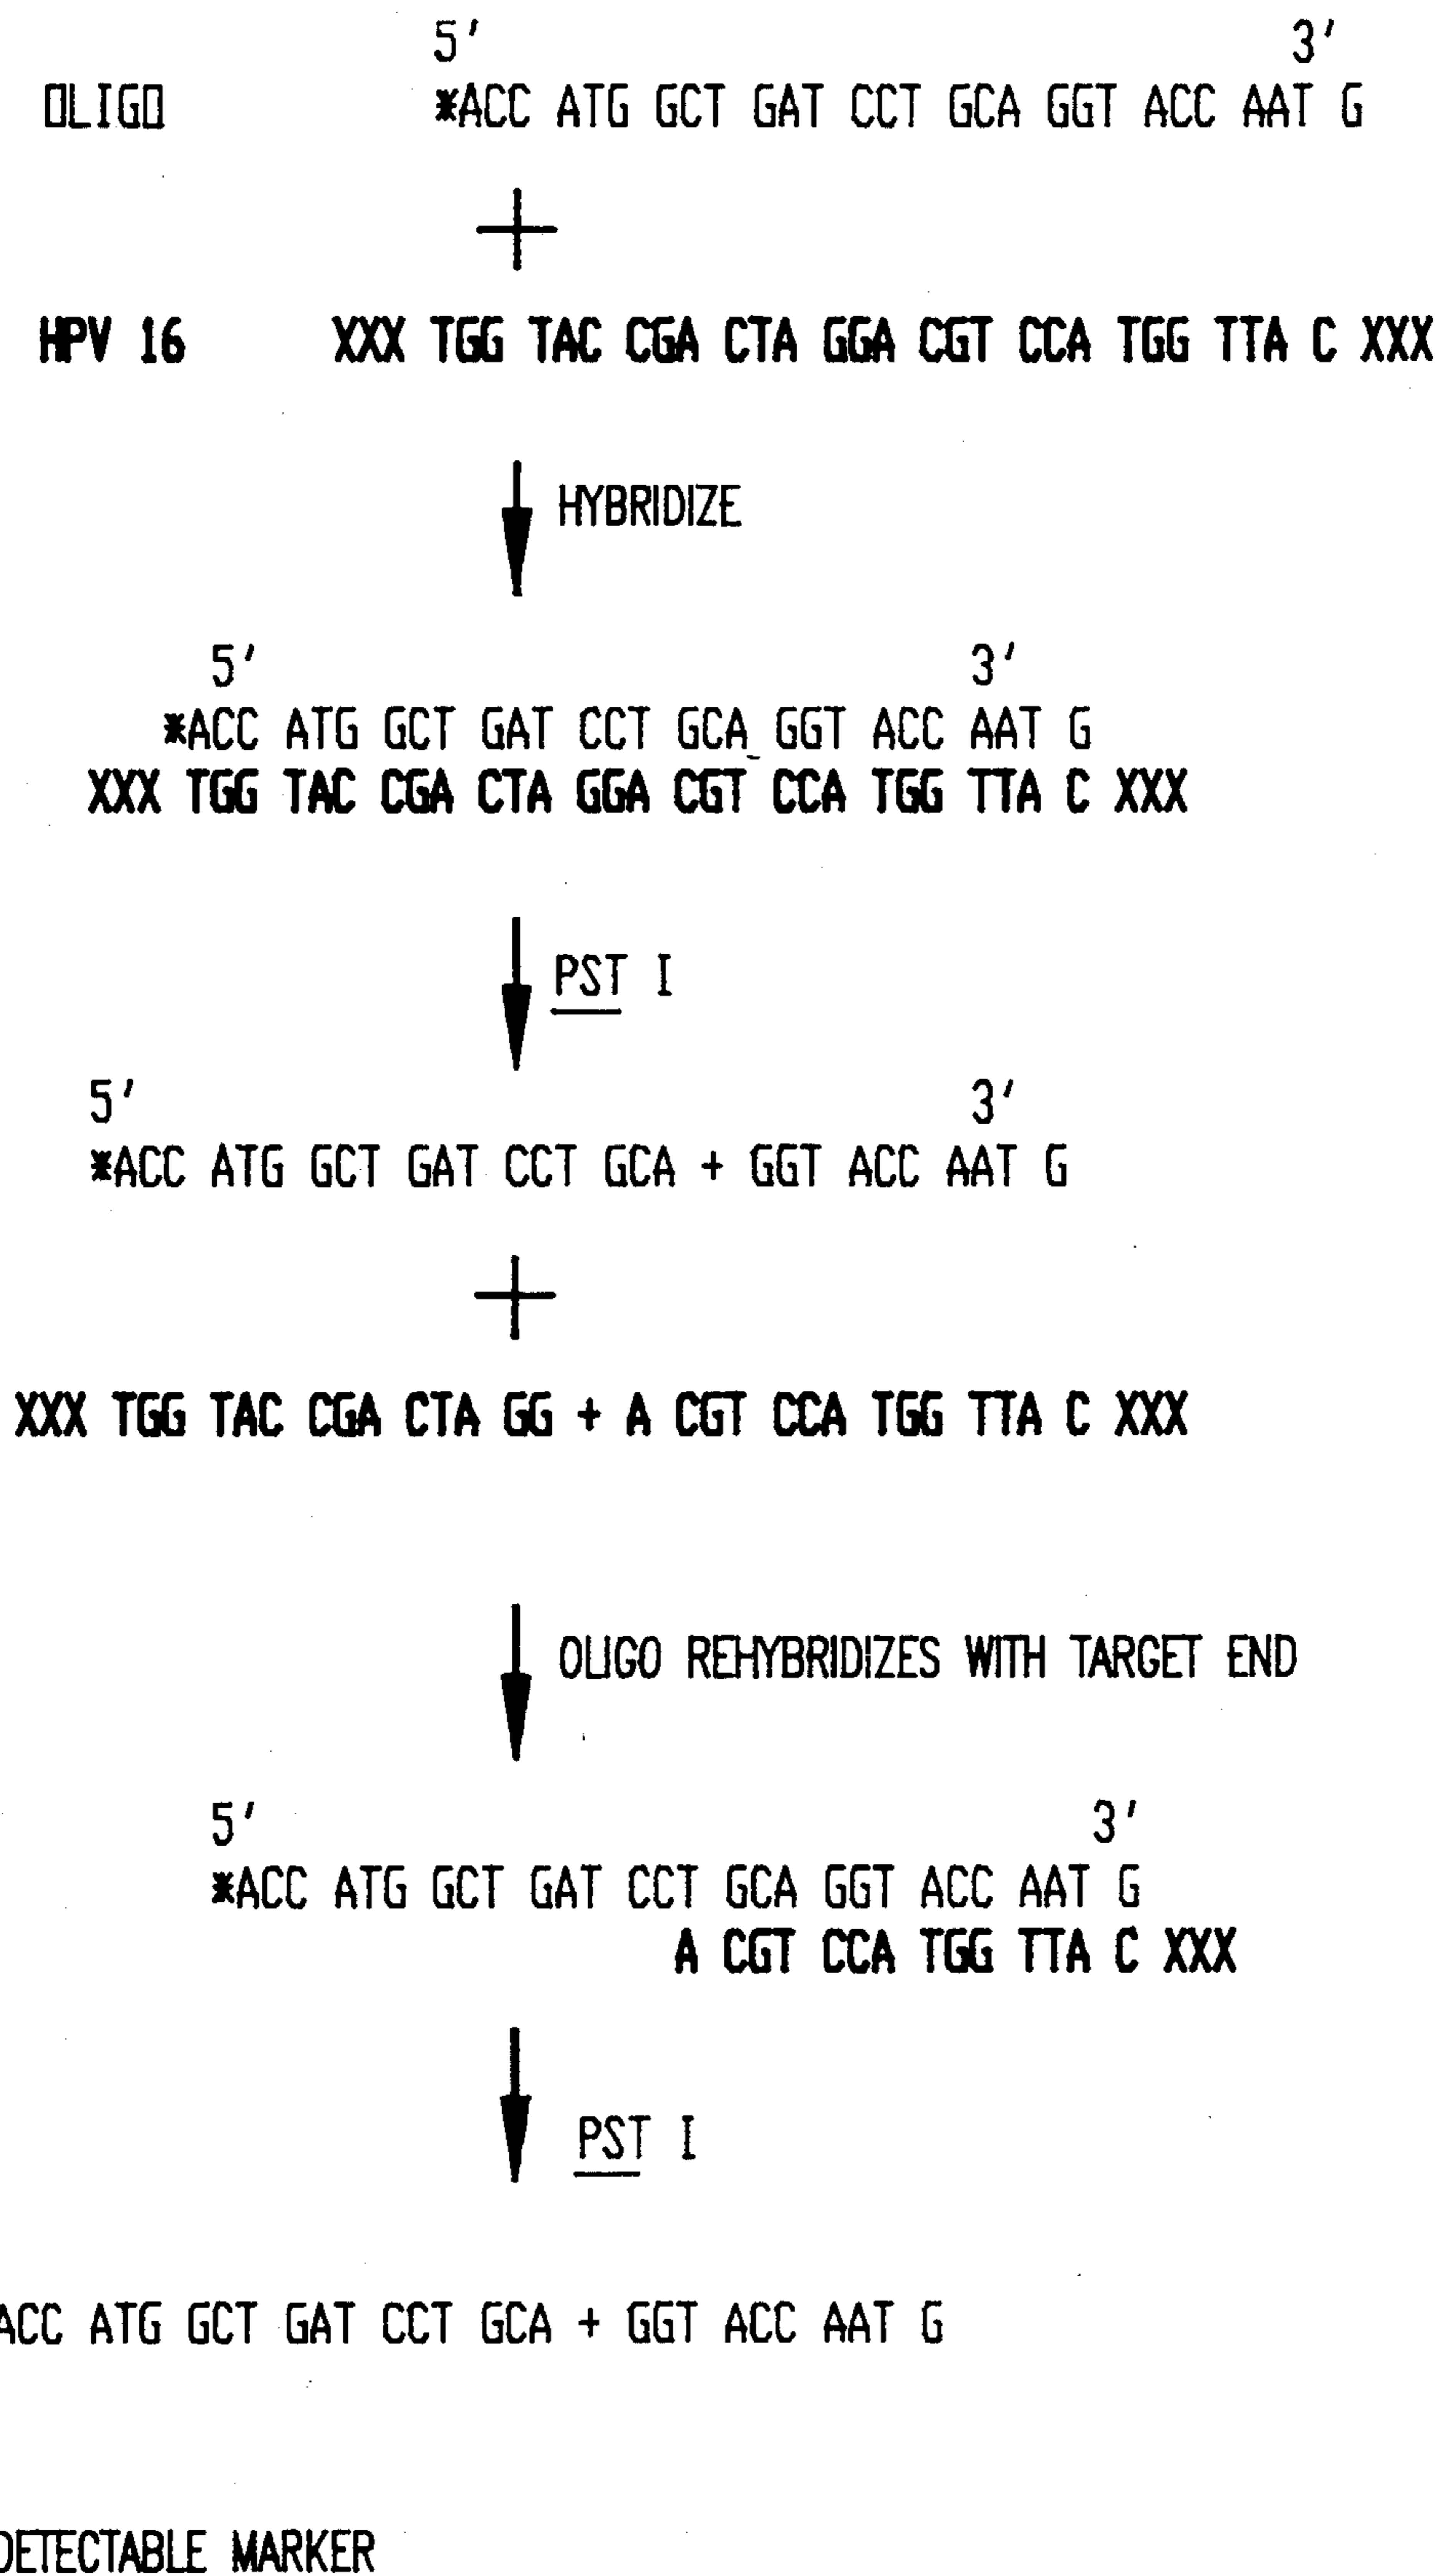 5' 3'
OLIGO *ACC ATG GCT GAT CCT GCA GGT ACC AAT G
+
HPV 16 XXX TGG TAC CGA CTA GGA CGT CCA TGG TTA C XXX
HYBRIDIZE
5' 3'
*ACC ATG GCT GAT CCT GCA GGT ACC AAT G
XXX TGG TAC CGA CTA GGA CGT CCA TGG TTA C XXX
PST I
5' 3'
*ACC ATG GCT GAT CCT GCA + GGT ACC AAT G
+
XXX TGG TAC CGA CTA GG + A CGT CCA TGG TTA C XXX
OLIGO REHYBRIDIZES WITH TARGET END
5' 3'
*ACC ATG GCT GAT CCT GCA GGT ACC AAT G
A CGT CCA TGG TTA C XXX
PST I
ACC ATG GCT GAT CCT GCA + GGT ACC AAT G
DETECTABLE MARKER